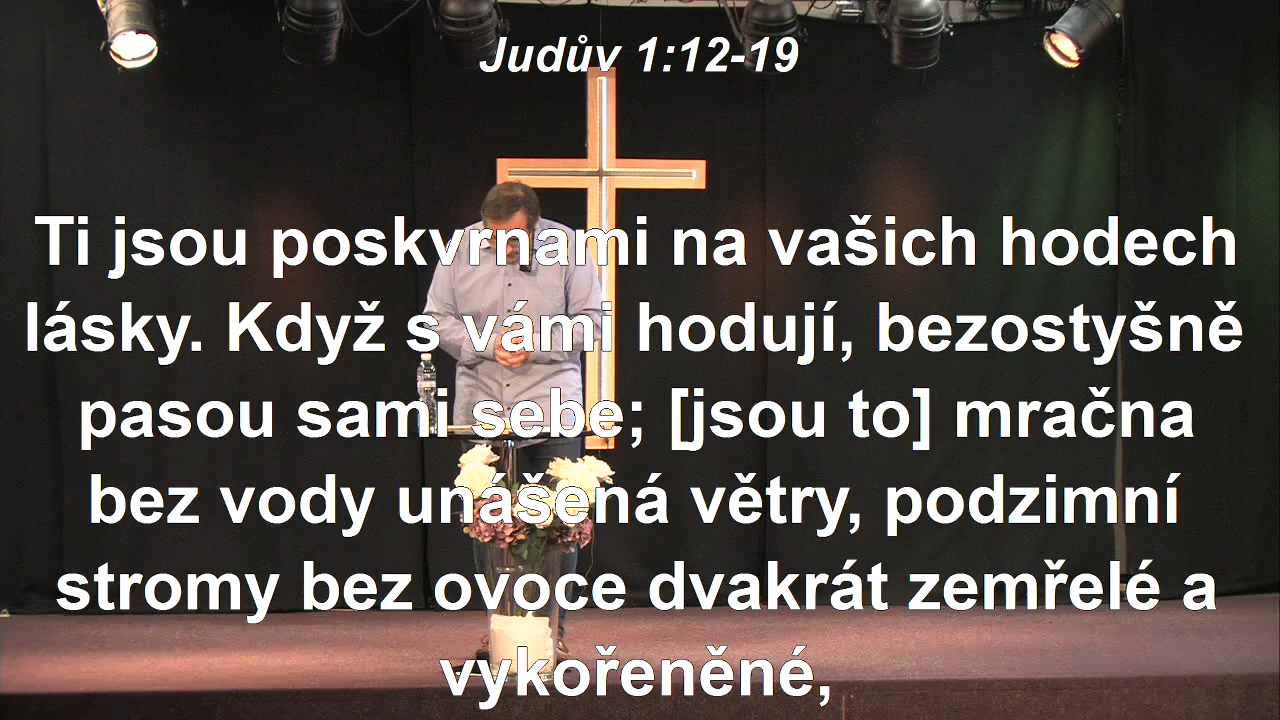 Judův 1:12-19
Ti jsou poskvrnami na vašich hodech
lásky. Když s vámi hodují, bezostyšně
pasou sami sebe; [jsou to] mračna
bez vody unášená větry, podzimní
stromy bez ovoce dvakrát zemřelé a
vykořeněné,